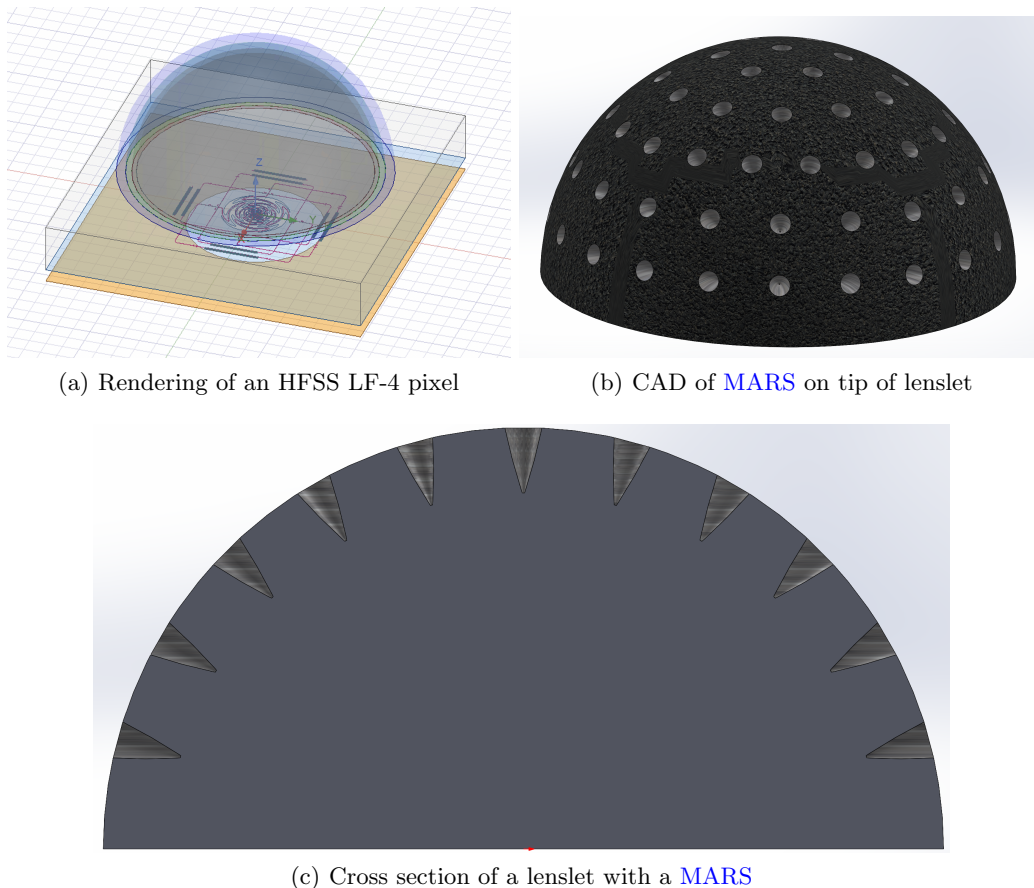 Z
(a) Rendering of an HFSS LF-4 pixel
(b) CAD of MARS on tip of lenslet
(c) Cross section of a lenslet with a MARS